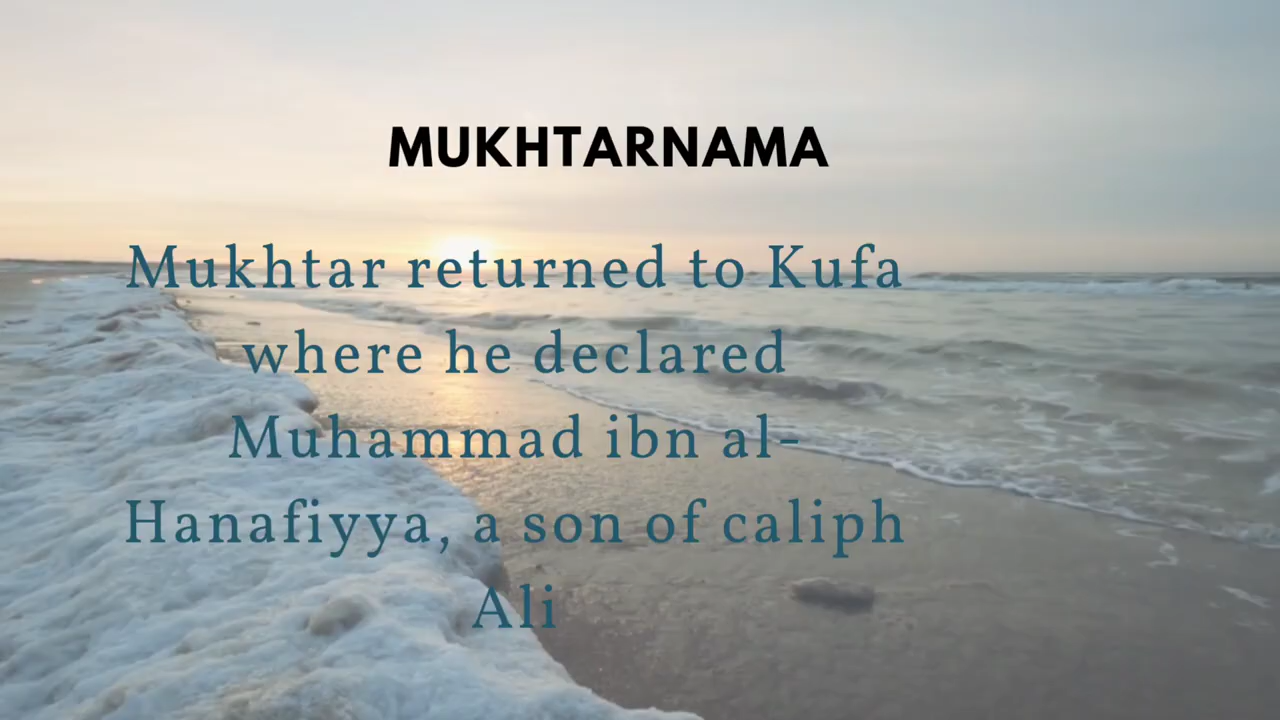 MUKHTARNAMA
Mukhtar returned to Kufa
where he declared
Muhammad ibn al-
Hanafiyya, a son of caliph
Ali